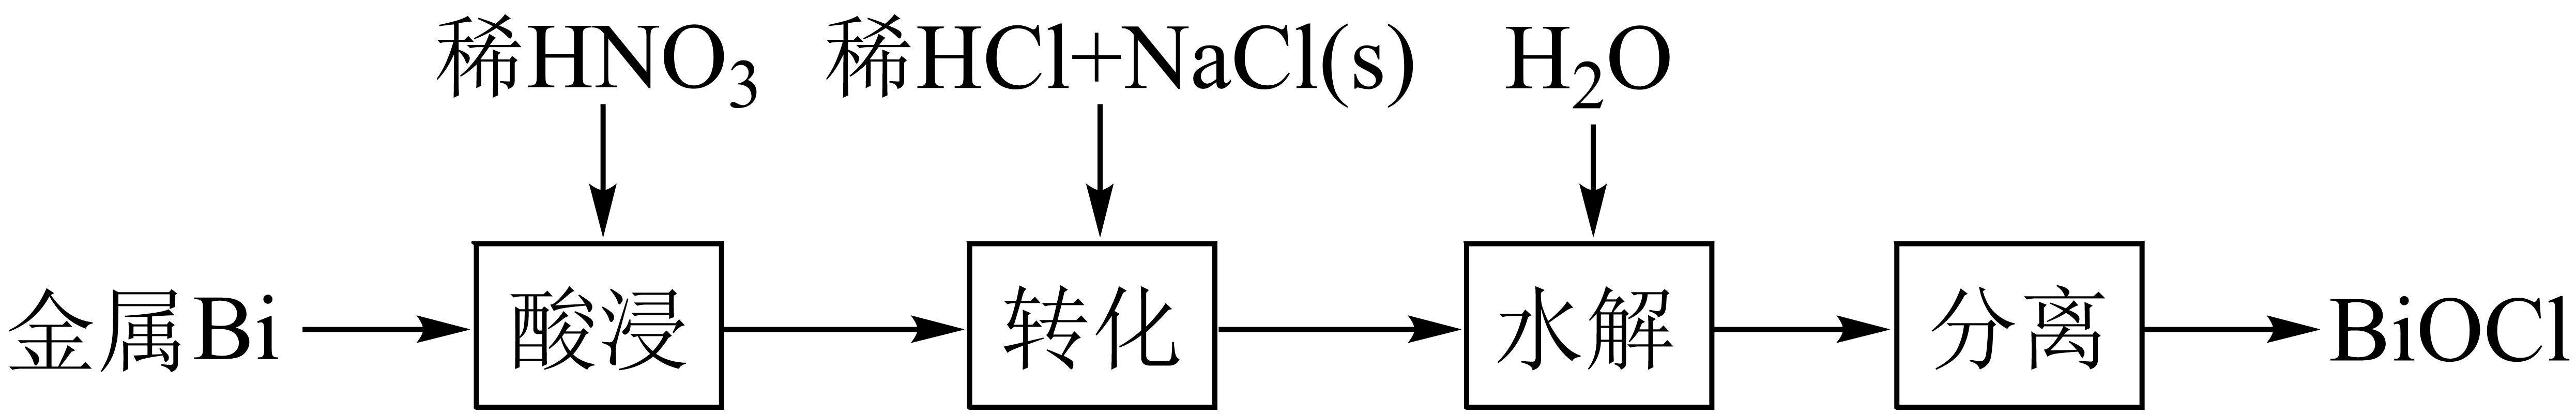 稀HNO₃ 稀HCl+NaCl(s) H₂O
金属Bi 酸浸 转化 水解 分离 BiOCl